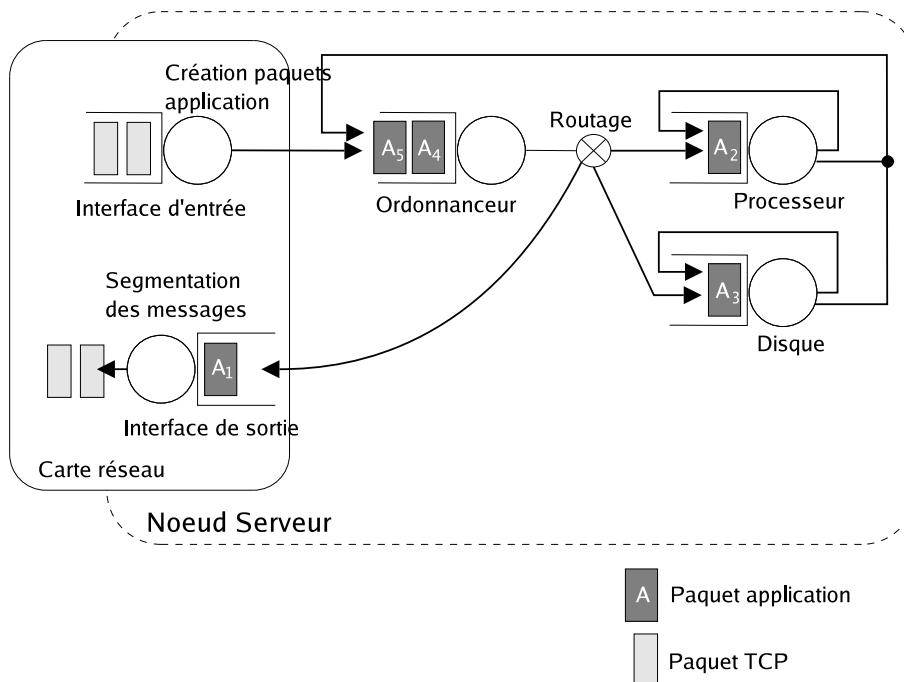 Création paquets
application
Interface d'entrée
A5 A4
Ordonnanceur
Routage
A2
Processeur
A3
Disque
Segmentation
des messages
A1
Interface de sortie
Carte réseau
Noeud Serveur
A Paquet application
Paquet TCP